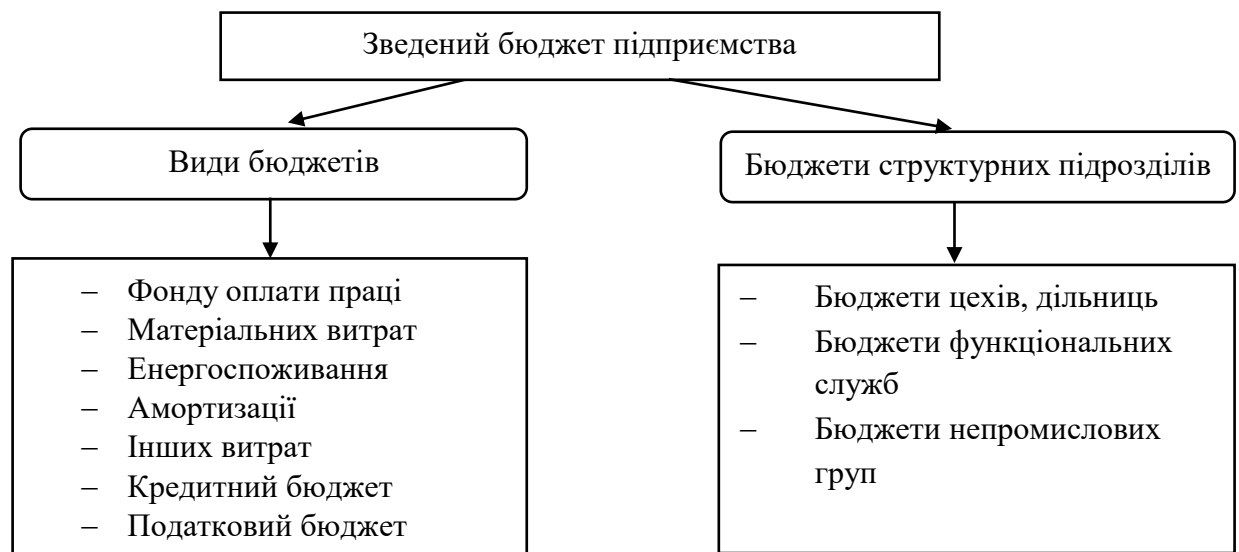 Зведений бюджет підприємства
Види бюджетів
Бюджети структурних підрозділів
– Фонду оплати праці
– Матеріальних витрат
– Енергоспоживання
– Амортизації
– Інших витрат
– Кредитний бюджет
– Податковий бюджет
– Бюджети цехів, дільниць
– Бюджети функціональних
служб
– Бюджети непромислових
груп